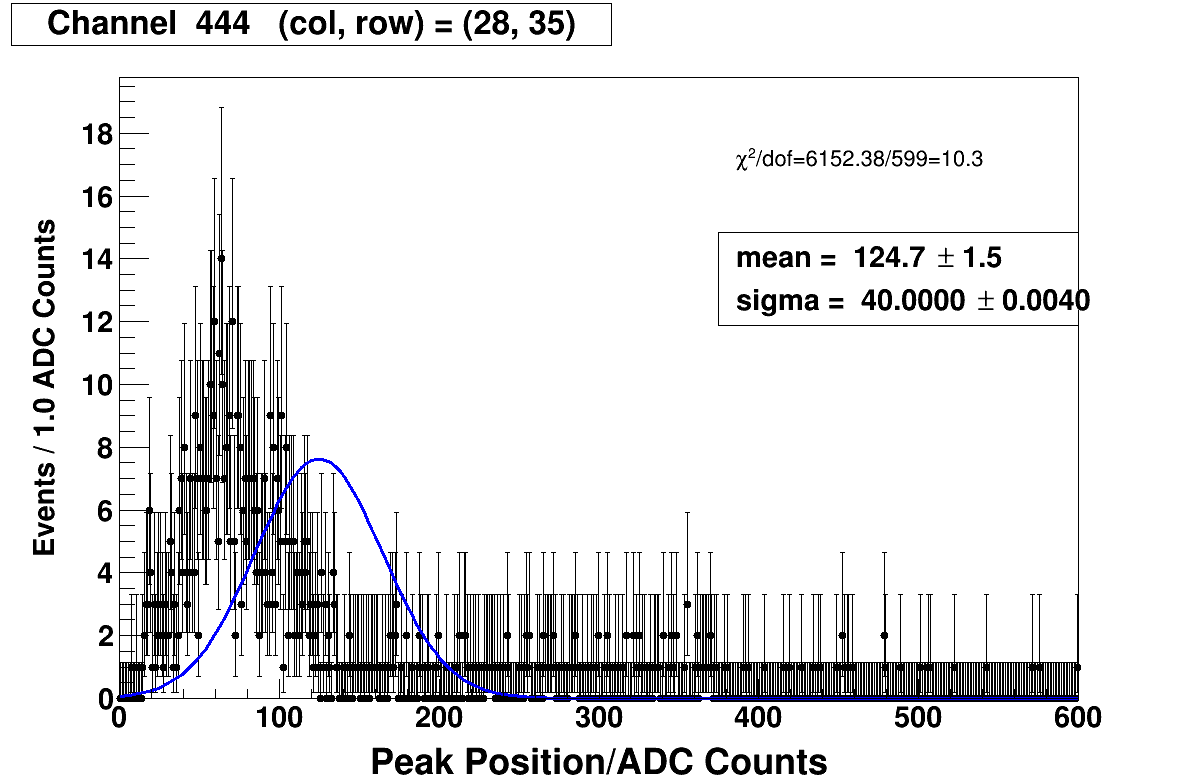 Channel 444 (col, row) = (28, 35)
χ²/dof=6152.38/599=10.3
mean = 124.7 ± 1.5
sigma = 40.0000 ± 0.0040
Events / 1.0 ADC Counts
18
16
14
12
10
8
6
4
2
0
0 100 200 300 400 500 600
Peak Position/ADC Counts